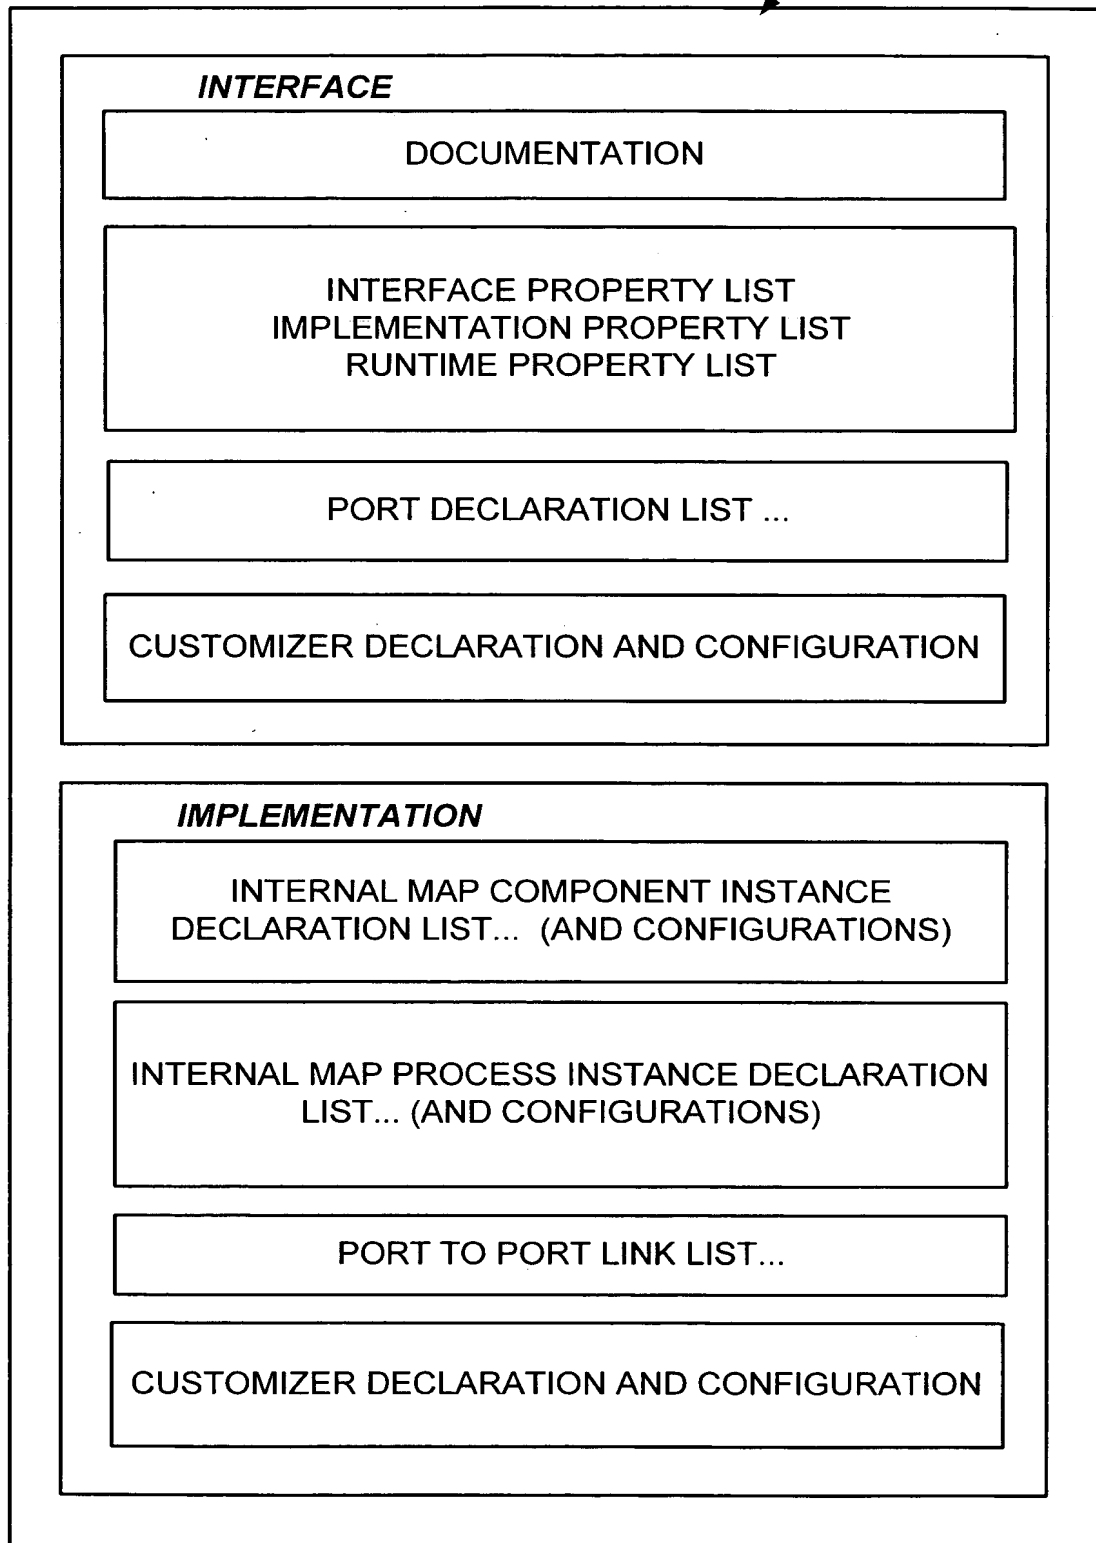 INTERFACE
DOCUMENTATION
INTERFACE PROPERTY LIST
IMPLEMENTATION PROPERTY LIST
RUNTIME PROPERTY LIST
PORT DECLARATION LIST ...
CUSTOMIZER DECLARATION AND CONFIGURATION
IMPLEMENTATION
INTERNAL MAP COMPONENT INSTANCE
DECLARATION LIST... (AND CONFIGURATIONS)
INTERNAL MAP PROCESS INSTANCE DECLARATION
LIST... (AND CONFIGURATIONS)
PORT TO PORT LINK LIST...
CUSTOMIZER DECLARATION AND CONFIGURATION